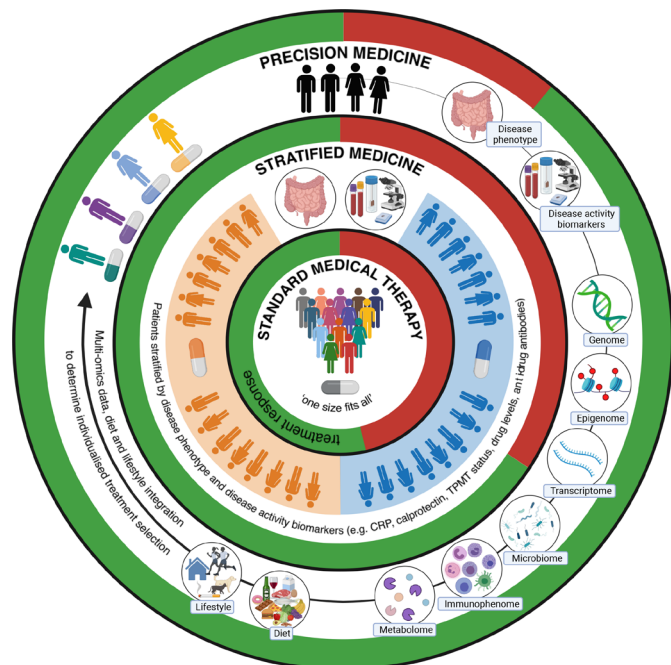 PRECISION MEDICINE
Disease
phenotype
Disease activity
biomarkers
Genome
Epigenome
Transcriptome
Microbiome
Immunophenome
Metabolome
Diet
Lifestyle
Multi-omics data, diet and lifestyle integration
to determine individualised treatment selection
STRATIFIED MEDICINE
Patients stratified by disease phenotype and disease activity biomarkers (e.g. CRP, calprotectin, TPMT status, drug levels, anti drug antibodies)
STANDARD MEDICAL THERAPY
'one size fits all'
treatment response